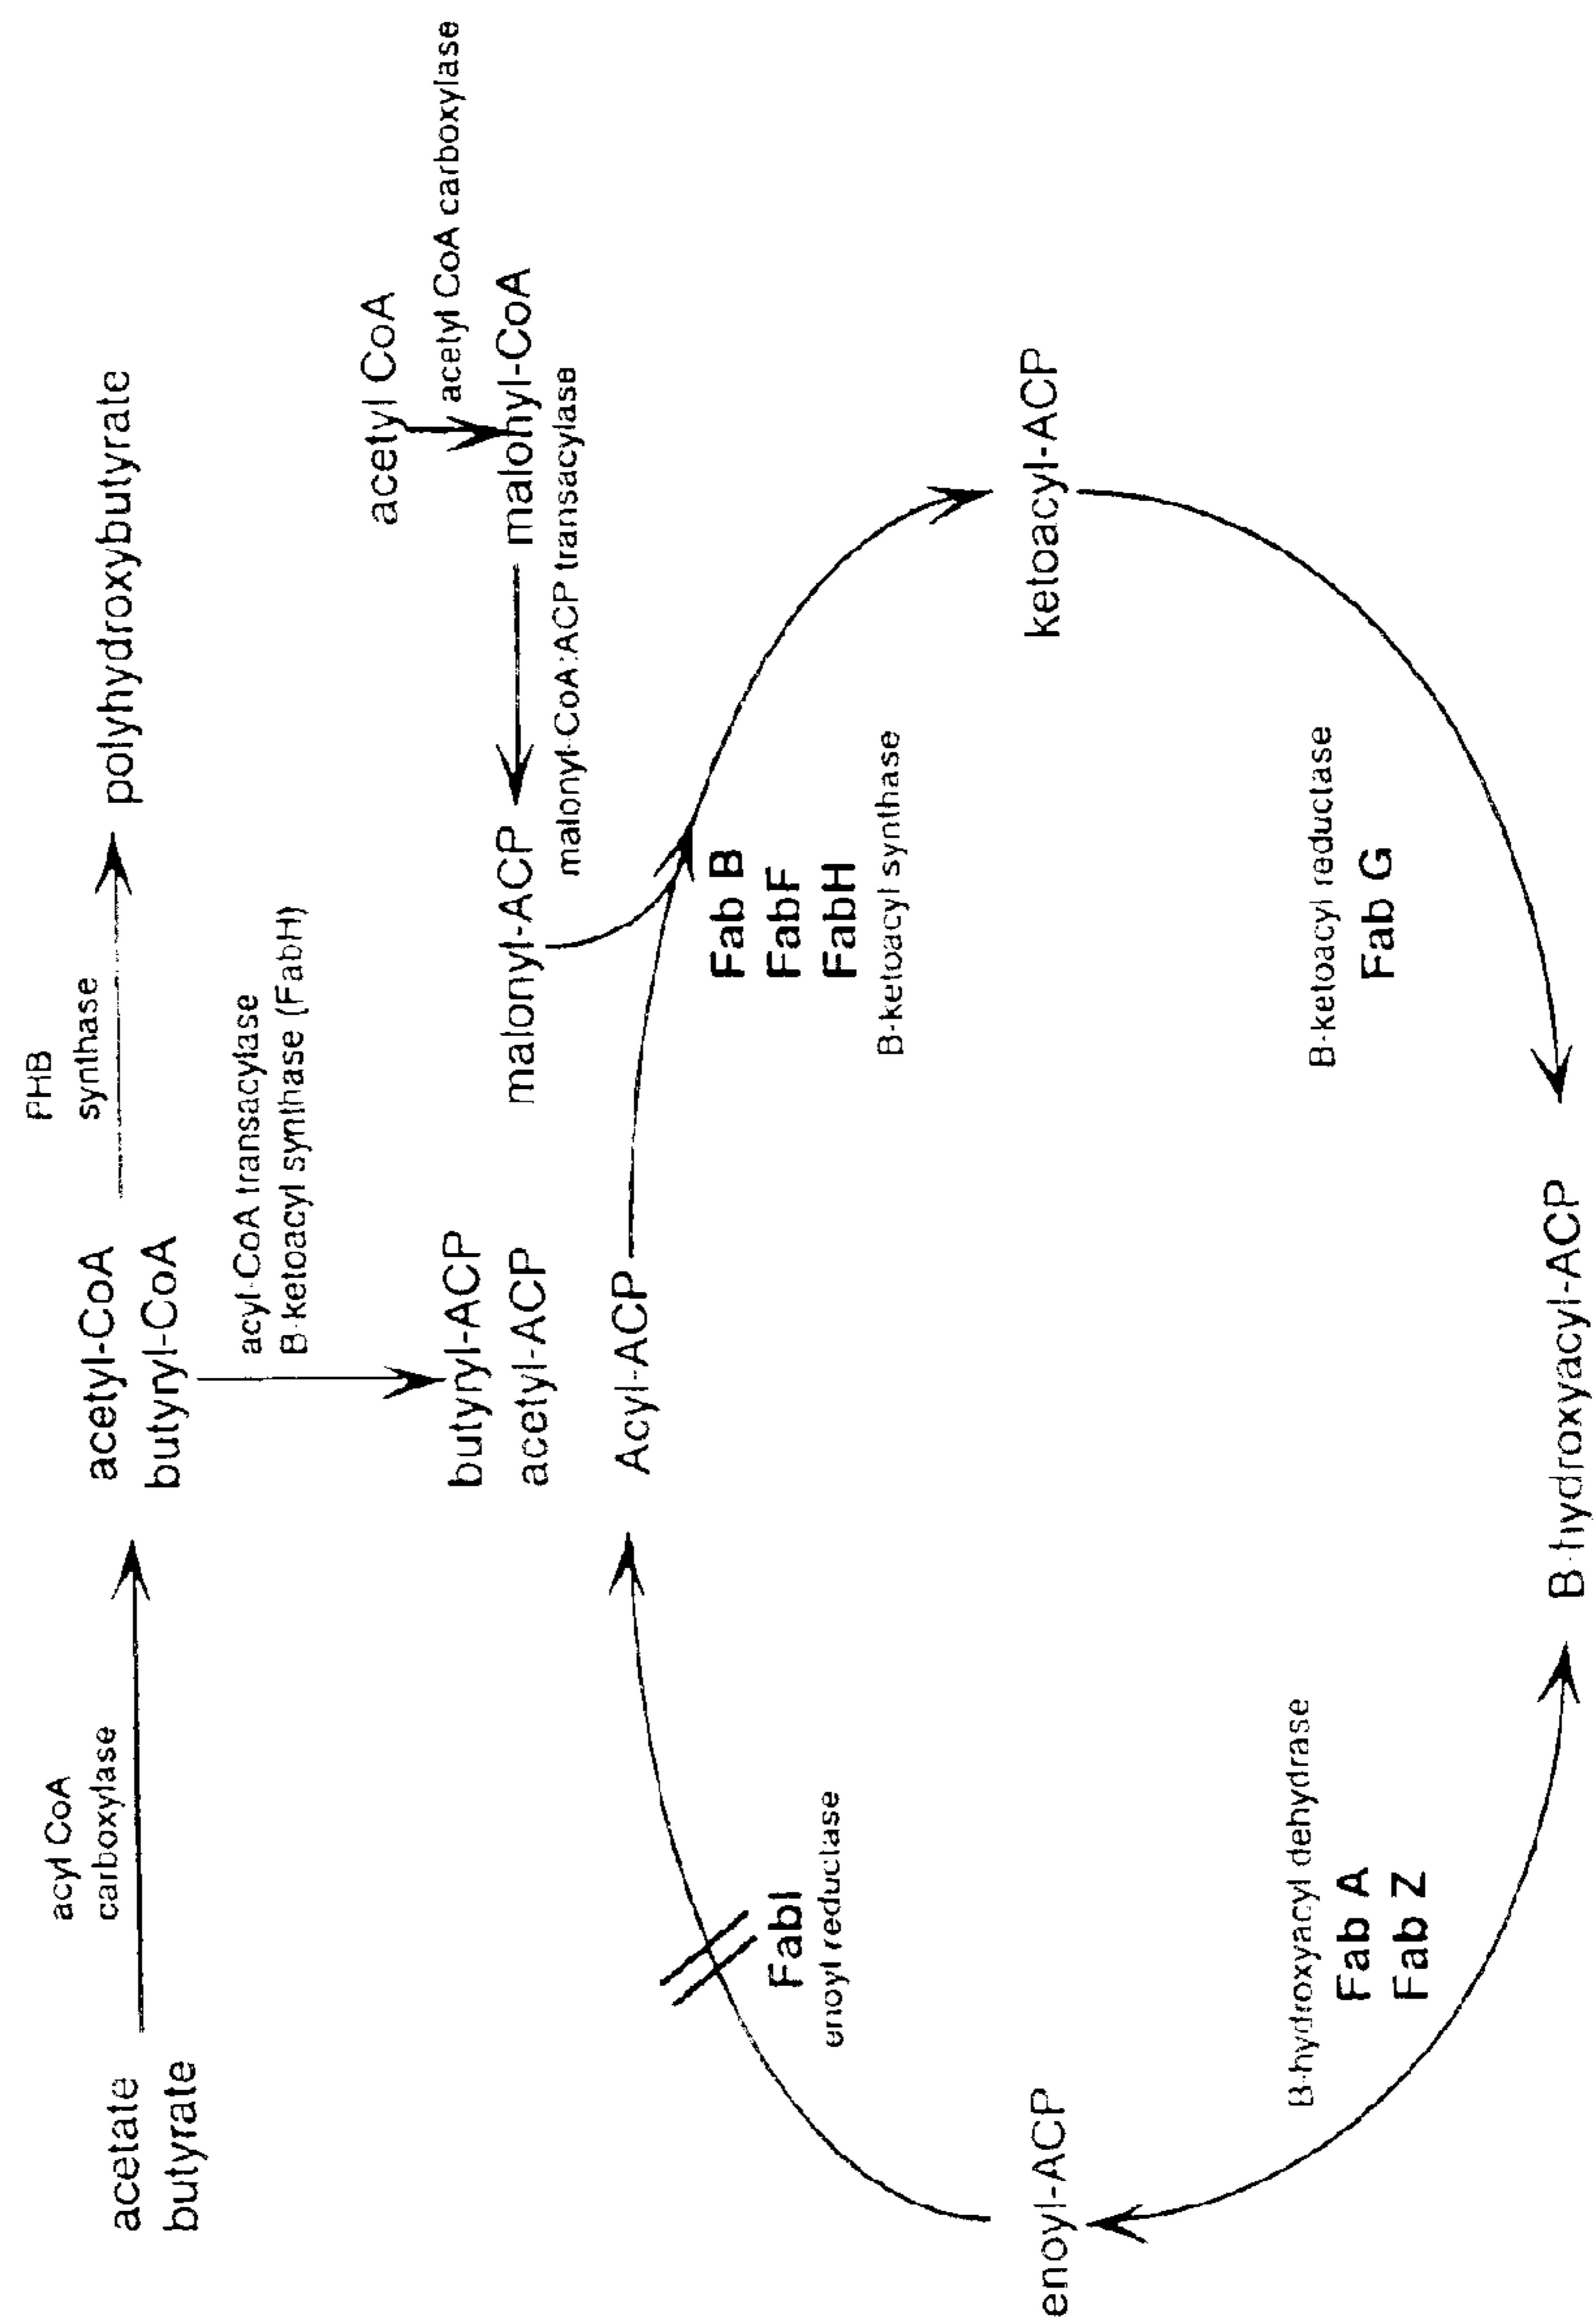 PHB
synthase
acyl CoA
carboxylase
acetate
butyrate
acetyl-CoA
butyryl-CoA
polyhydroxybutyrate
acyl-CoA transacylase
B-ketoacyl synthase (FabH)
acetyl CoA
acetyl CoA carboxylase
butyryl-ACP
acetyl-ACP
malonyl-ACP
malonyl-CoA
malonyl-CoA:ACP transacylase
Acyl-ACP
Fab B
FabF
FabH
B-ketoacyl synthase
FabI
enoyl reductase
enoyl-ACP
ketoacyl-ACP
B-hydroxyacyl dehydrase
Fab A
Fab Z
B-ketoacyl reductase
Fab G
B-hydroxyacyl-ACP